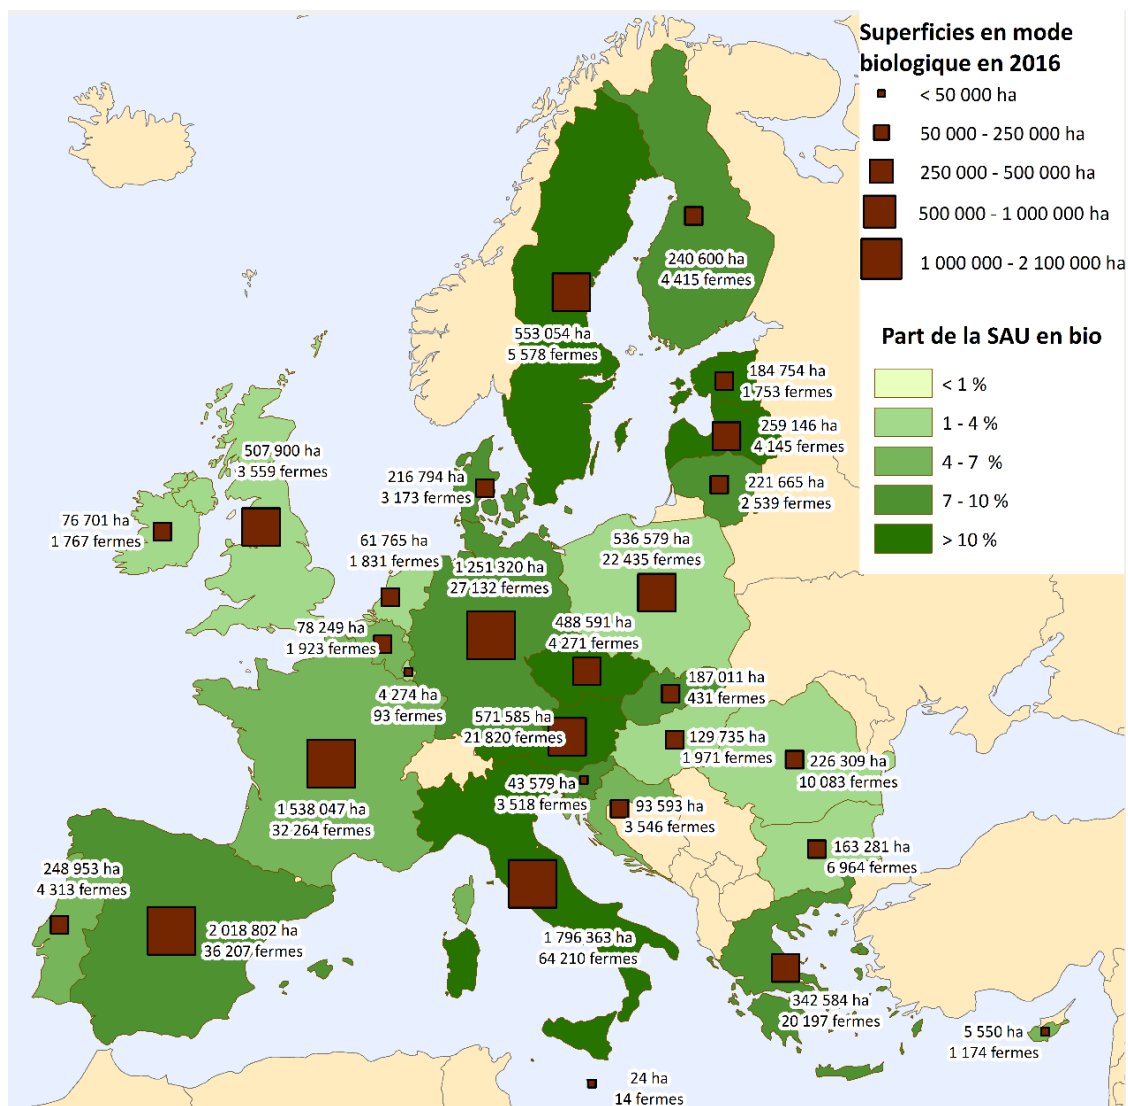 Superficies en mode
biologique en 2016
< 50 000 ha
50 000 - 250 000 ha
250 000 - 500 000 ha
500 000 - 1 000 000 ha
1 000 000 - 2 100 000 ha
Part de la SAU en bio
< 1 %
1 - 4 %
4 - 7 %
7 - 10 %
> 10 %
240 600 ha
4 415 fermes
553 054 ha
5 578 fermes
184 754 ha
1 753 fermes
259 146 ha
4 145 fermes
221 665 ha
2 539 fermes
507 900 ha
3 559 fermes
216 794 ha
3 173 fermes
76 701 ha
1 767 fermes
61 765 ha
1 831 fermes
536 579 ha
22 435 fermes
1 251 320 ha
27 132 fermes
78 249 ha
1 923 fermes
488 591 ha
4 271 fermes
4 274 ha
93 fermes
187 011 ha
431 fermes
571 585 ha
21 820 fermes
129 735 ha
1 971 fermes
226 309 ha
10 083 fermes
43 579 ha
3 518 fermes
93 593 ha
3 546 fermes
1 538 047 ha
32 264 fermes
163 281 ha
6 964 fermes
248 953 ha
4 313 fermes
2 018 802 ha
36 207 fermes
1 796 363 ha
64 210 fermes
342 584 ha
20 197 fermes
5 550 ha
1 174 fermes
24 ha
14 fermes